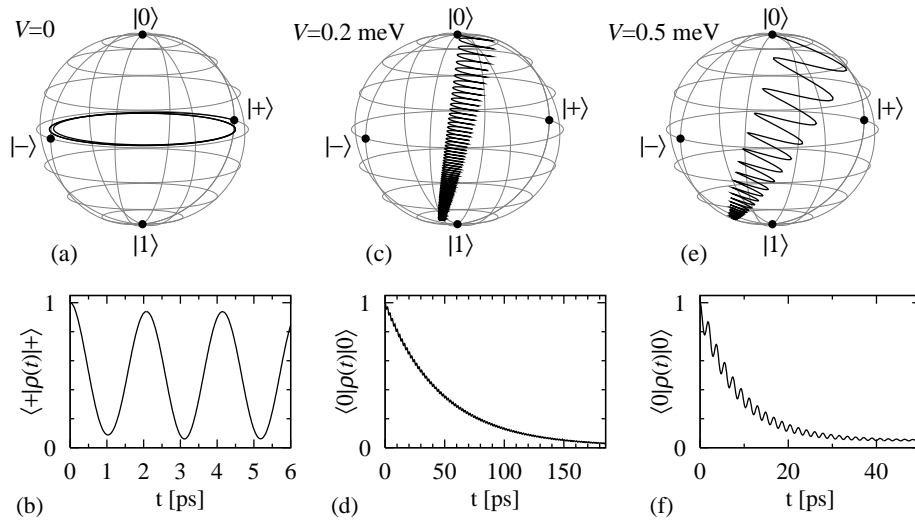 V=0
|0⟩
|+⟩
|−⟩
|1⟩
(a)
V=0.2 meV
|0⟩
|+⟩
|−⟩
|1⟩
(c)
V=0.5 meV
|0⟩
|+⟩
|−⟩
|1⟩
(e)
⟨+|ρ(t)|+⟩
1
0
0 1 2 3 4 5 6
t [ps]
(b)
⟨0|ρ(t)|0⟩
1
0
0 50 100 150
t [ps]
(d)
⟨0|ρ(t)|0⟩
1
0
0 20 40
t [ps]
(f)